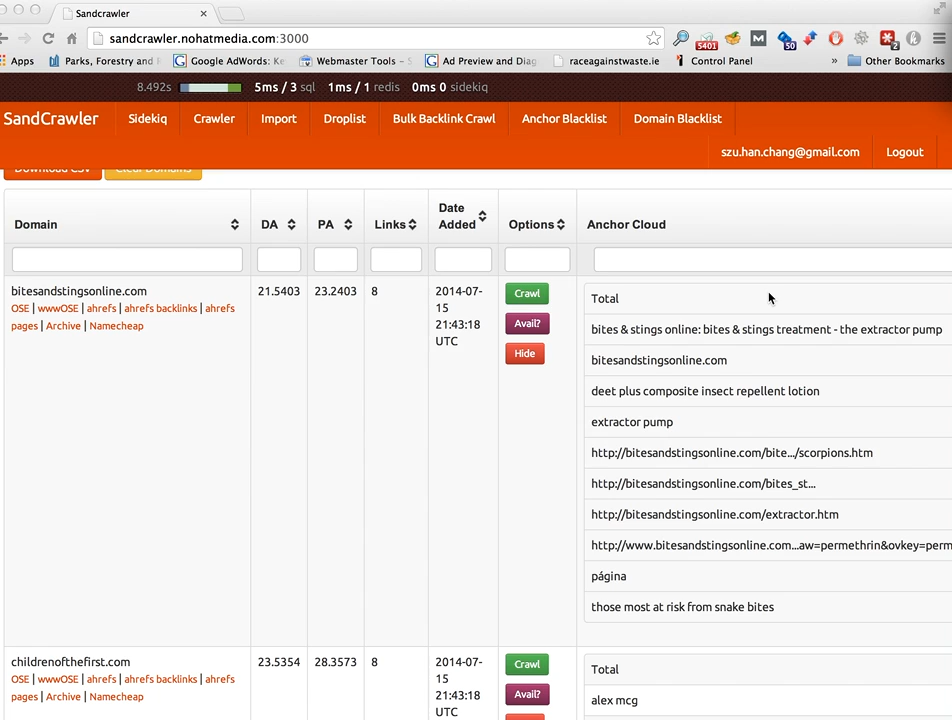 Sandcrawler
sandcrawler.nohatmedia.com:3000
5401
50
2
Apps
Parks, Forestry and
Google AdWords: Ke
Webmaster Tools -
Ad Preview and Diag
raceagainstwaste.ie
Control Panel
»
Other Bookmarks
8.492s 5ms / 3 sql 1ms / 1 redis 0ms 0 sidekiq
SandCrawler Sidekiq Crawler Import Droplist Bulk Backlink Crawl Anchor Blacklist Domain Blacklist
szu.han.chang@gmail.com Logout
Download CSV Clear Domains
Domain DA PA Links Date Added Options Anchor Cloud
bitesandstingsonline.com 21.5403 23.2403 8
OSE | wwwOSE | ahrefs | ahrefs backlinks | ahrefs
pages | Archive | Namecheap
2014-07-
15
21:43:18
UTC
Crawl
Avail?
Hide
Total
bites & stings online: bites & stings treatment - the extractor pump
bitesandstingsonline.com
deet plus composite insect repellent lotion
extractor pump
http://bitesandstingsonline.com/bite.../scorpions.htm
http://bitesandstingsonline.com/bites_st...
http://bitesandstingsonline.com/extractor.htm
http://www.bitesandstingsonline.com...aw=permethrin&ovkey=perm
página
those most at risk from snake bites
childrenofthefirst.com 23.5354 28.3573 8
OSE | wwwOSE | ahrefs | ahrefs backlinks | ahrefs
pages | Archive | Namecheap
2014-07-
15
21:43:18
UTC
Crawl
Avail?
Total
alex mcg